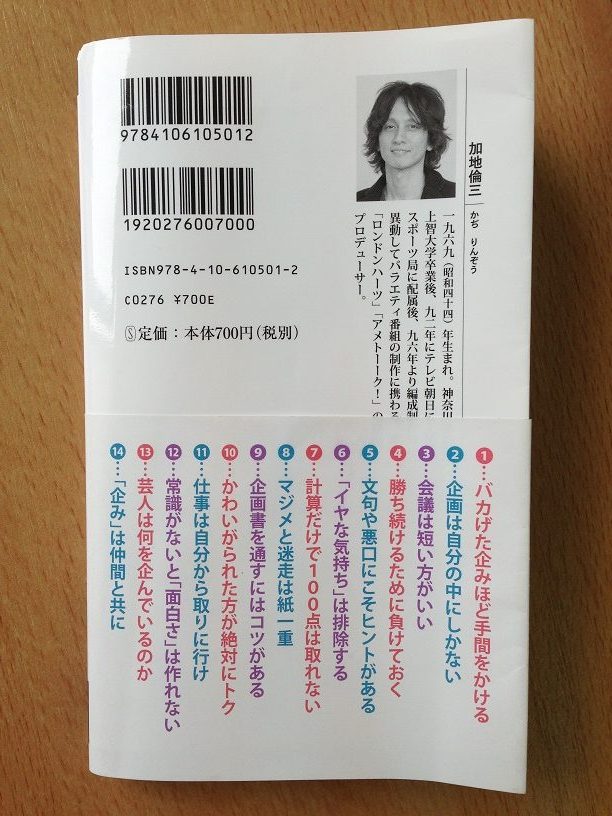 9784106105012
1920276007000
ISBN978-4-10-610501-2
C0276 ¥700E
Ⓢ定価：本体700円(税別)
加地倫三 かぢ りんぞう
一九六九（昭和四十四）年生まれ。神奈川
上智大学卒業後、九二年にテレビ朝日に
スポーツ局に配属後、九六年より編成制
異動してバラエティ番組の制作に携わる
「ロンドンハーツ」「アメトーーク！」の
プロデューサー。
❶…バカげた企みほど手間をかける
❷…企画は自分の中にしかない
❸…会議は短い方がいい
❹…勝ち続けるために負けておく
❺…文句や悪口にこそヒントがある
❻…「イヤな気持ち」は排除する
❼…計算だけで100点は取れない
❽…マジメと迷走は紙一重
❾…企画書を通すにはコツがある
❿…かわいがられた方が絶対にトク
⓫…仕事は自分から取りに行け
⓬…常識がないと「面白さ」は作れない
⓭…芸人は何を企んでいるのか
⓮…「企み」は仲間と共に